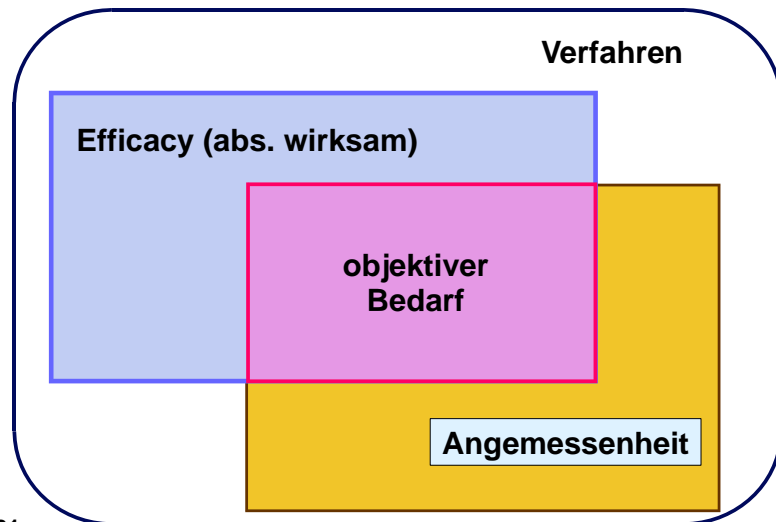 Verfahren
Efficacy (abs. wirksam)
objektiver
Bedarf
Angemessenheit